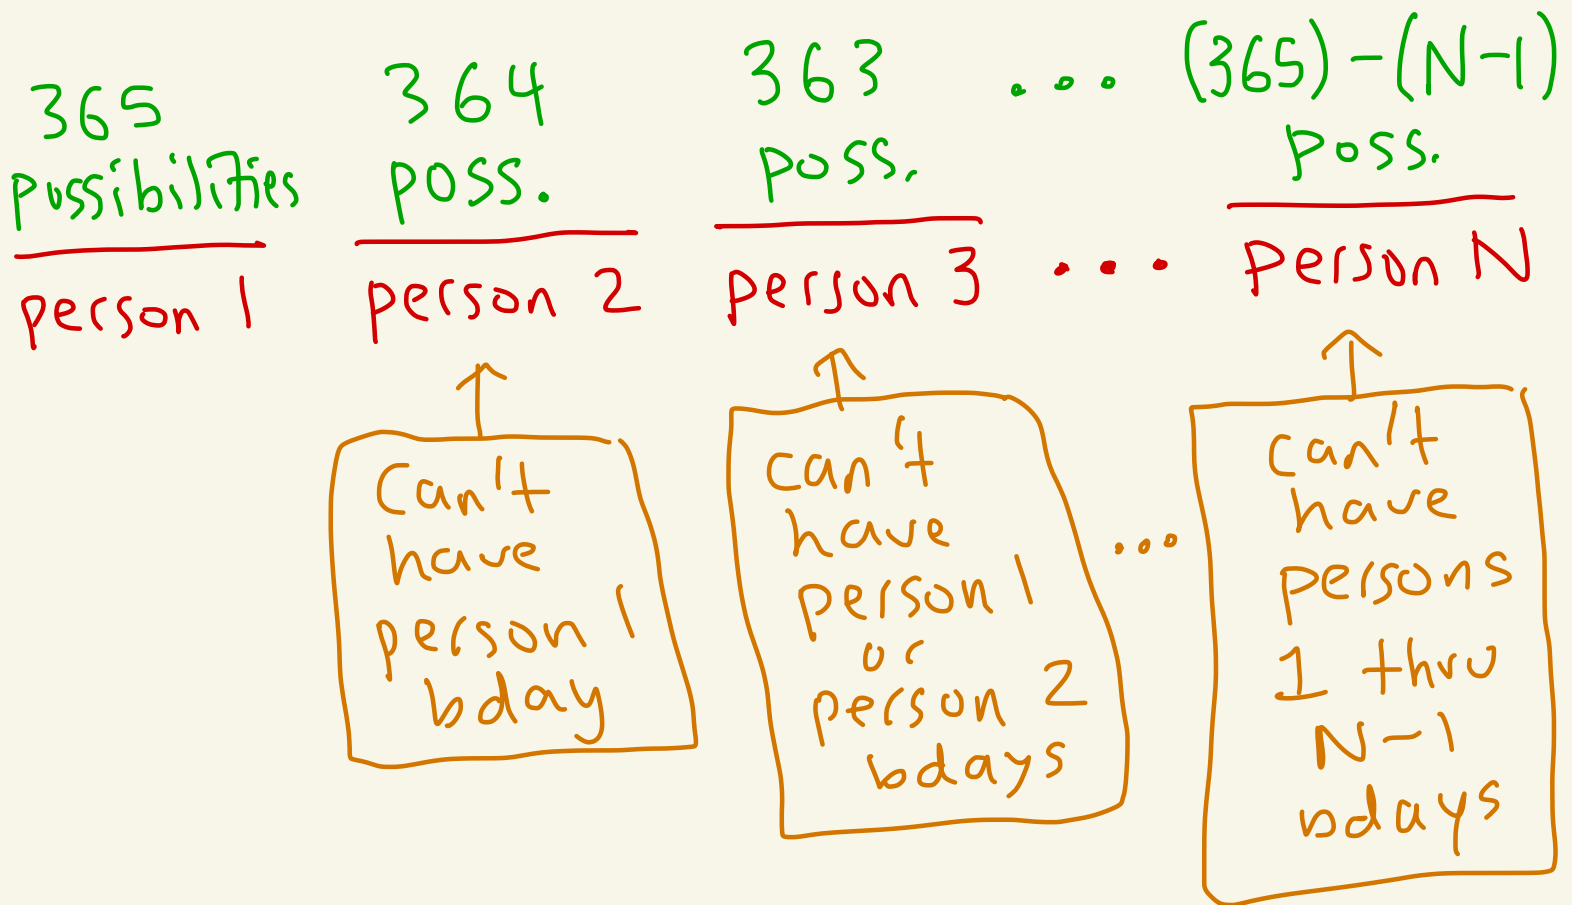 365
possibilities
person 1
364
poss.
person 2
363
poss.
person 3
...
...
(365)-(N-1)
poss.
person N
Can't
have
person 1
bday
can't
have
person 1
or
person 2
bdays
...
can't
have
persons
1 thru
N-1
bdays